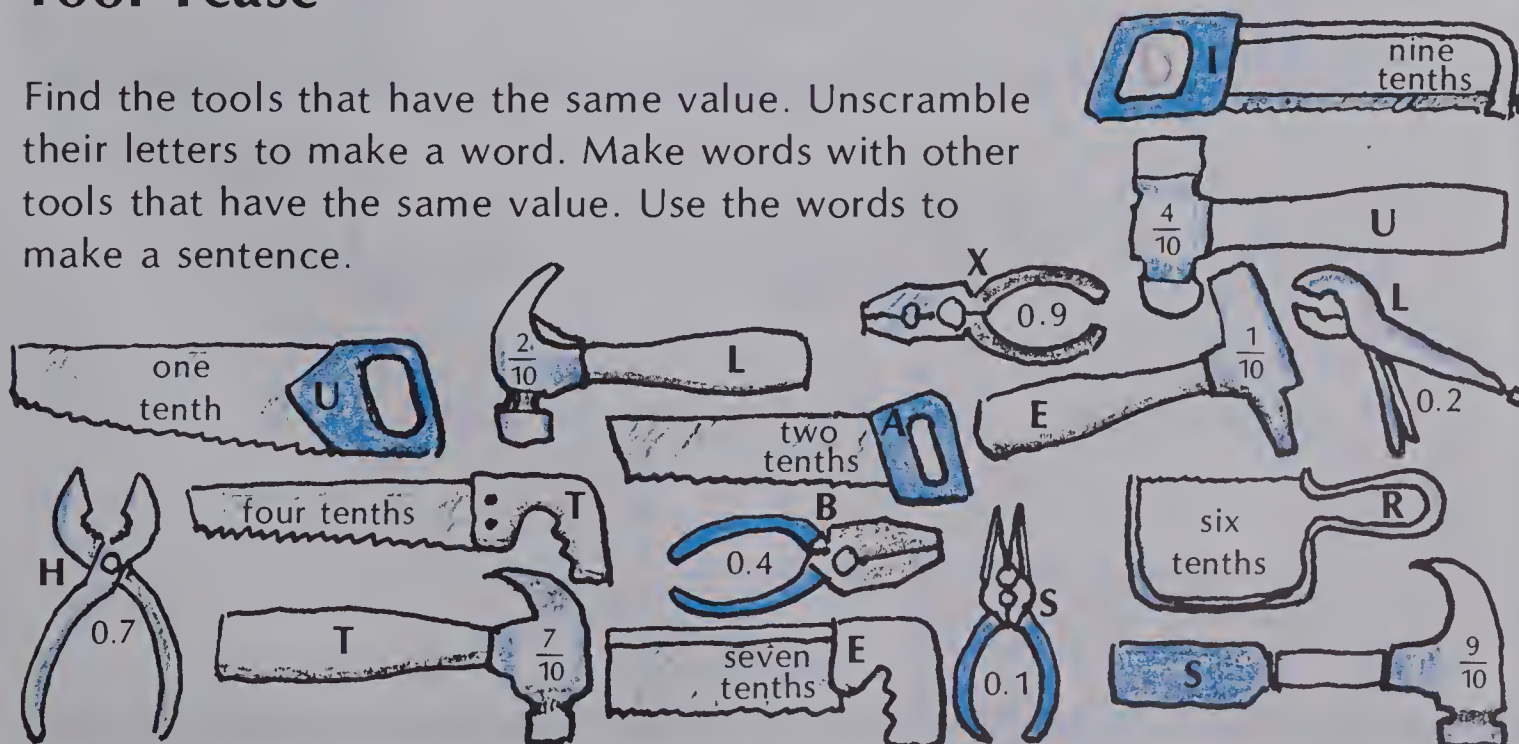 Find the tools that have the same value. Unscramble
their letters to make a word. Make words with other
tools that have the same value. Use the words to
make a sentence.
I
nine
tenths
4
10
U
X
0.9
L
0.2
1
10
E
one
tenth
U
2
10
L
two
tenths
A
four tenths
T
B
0.4
six
tenths
R
H
0.7
T
7
10
seven
tenths
E
S
0.1
S
9
10